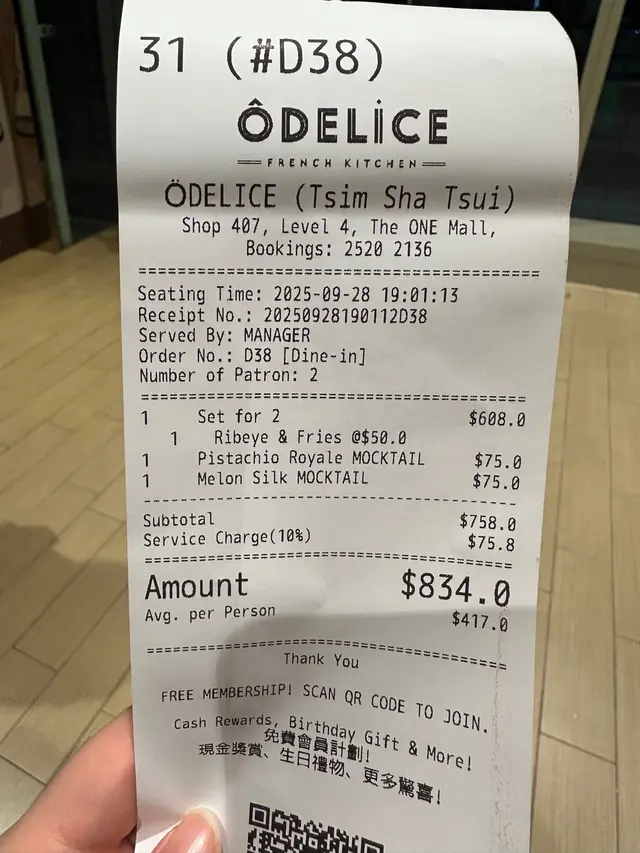 31 (#D38)
ÔDELICE
FRENCH KITCHEN
ÖDELICE (Tsim Sha Tsui)
Shop 407, Level 4, The ONE Mall,
Bookings: 2520 2136
Seating Time: 2025-09-28 19:01:13
Receipt No.: 20250928190112D38
Served By: MANAGER
Order No.: D38 [Dine-in]
Number of Patron: 2
1 Set for 2 $608.0
1 Ribeye & Fries @$50.0
1 Pistachio Royale MOCKTAIL $75.0
1 Melon Silk MOCKTAIL $75.0
Subtotal $758.0
Service Charge(10%) $75.8
Amount $834.0
Avg. per Person $417.0
Thank You
FREE MEMBERSHIP! SCAN QR CODE TO JOIN.
Cash Rewards, Birthday Gift & More!
免費會員計劃!
現金獎賞、生日禮物、更多驚喜!